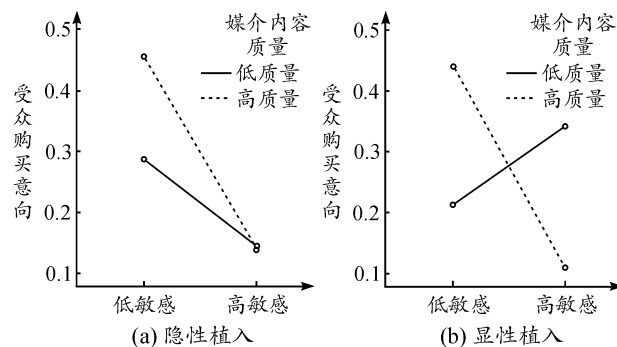 0.5
0.4
0.3
0.2
0.1
受众购买意向
媒介内容
质量
低质量
高质量
低敏感
高敏感
(a) 隐性植入
0.5
0.4
0.3
0.2
0.1
受众购买意向
媒介内容
质量
低质量
高质量
低敏感
高敏感
(b) 显性植入